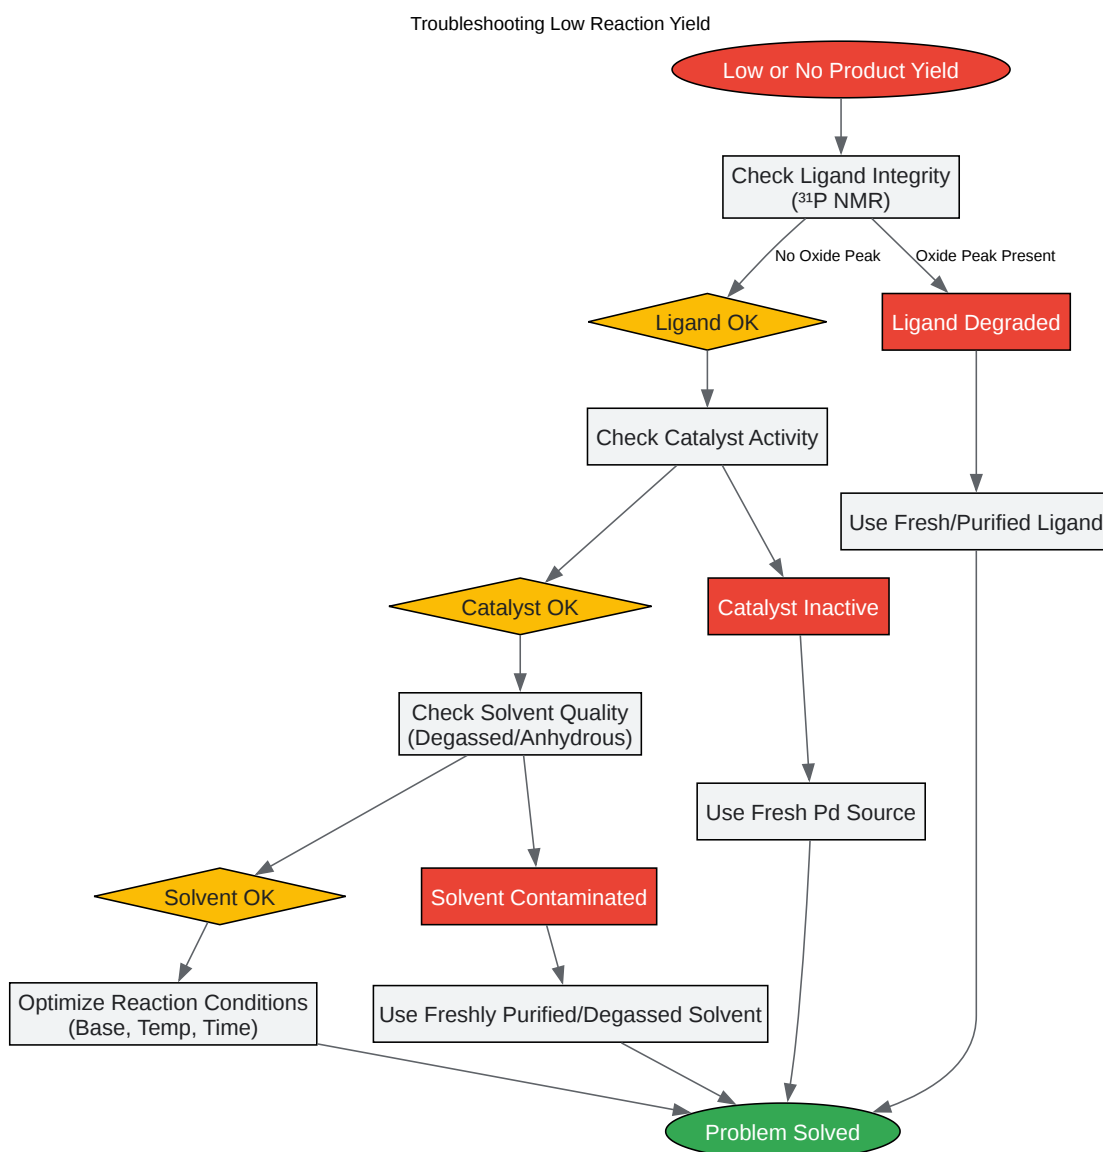 Troubleshooting Low Reaction Yield
Low or No Product Yield
Check Ligand Integrity
(³¹P NMR)
No Oxide Peak
Oxide Peak Present
Ligand OK
Ligand Degraded
Check Catalyst Activity
Use Fresh/Purified Ligand
Catalyst OK
Catalyst Inactive
Check Solvent Quality
(Degassed/Anhydrous)
Use Fresh Pd Source
Solvent OK
Solvent Contaminated
Optimize Reaction Conditions
(Base, Temp, Time)
Use Freshly Purified/Degassed Solvent
Problem Solved